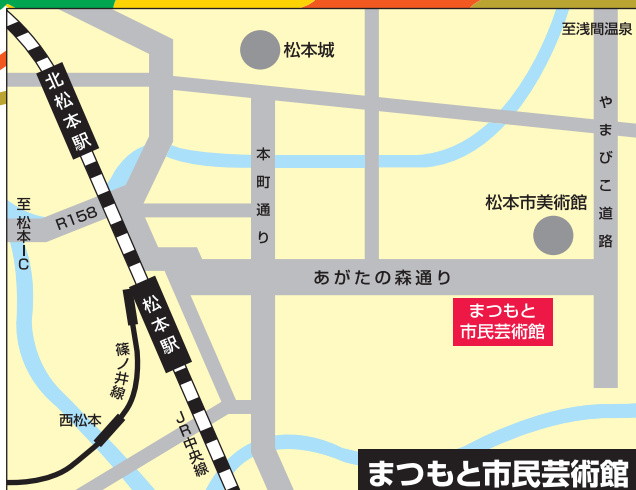 至浅間温泉
松本城
北松本駅
やまびこ道路
本町通り
至松本IC
R158
松本市美術館
あがたの森通り
松本駅
まつもと
市民芸術館
篠ノ井線
西松本
JR中央線
まつもと市民芸術館